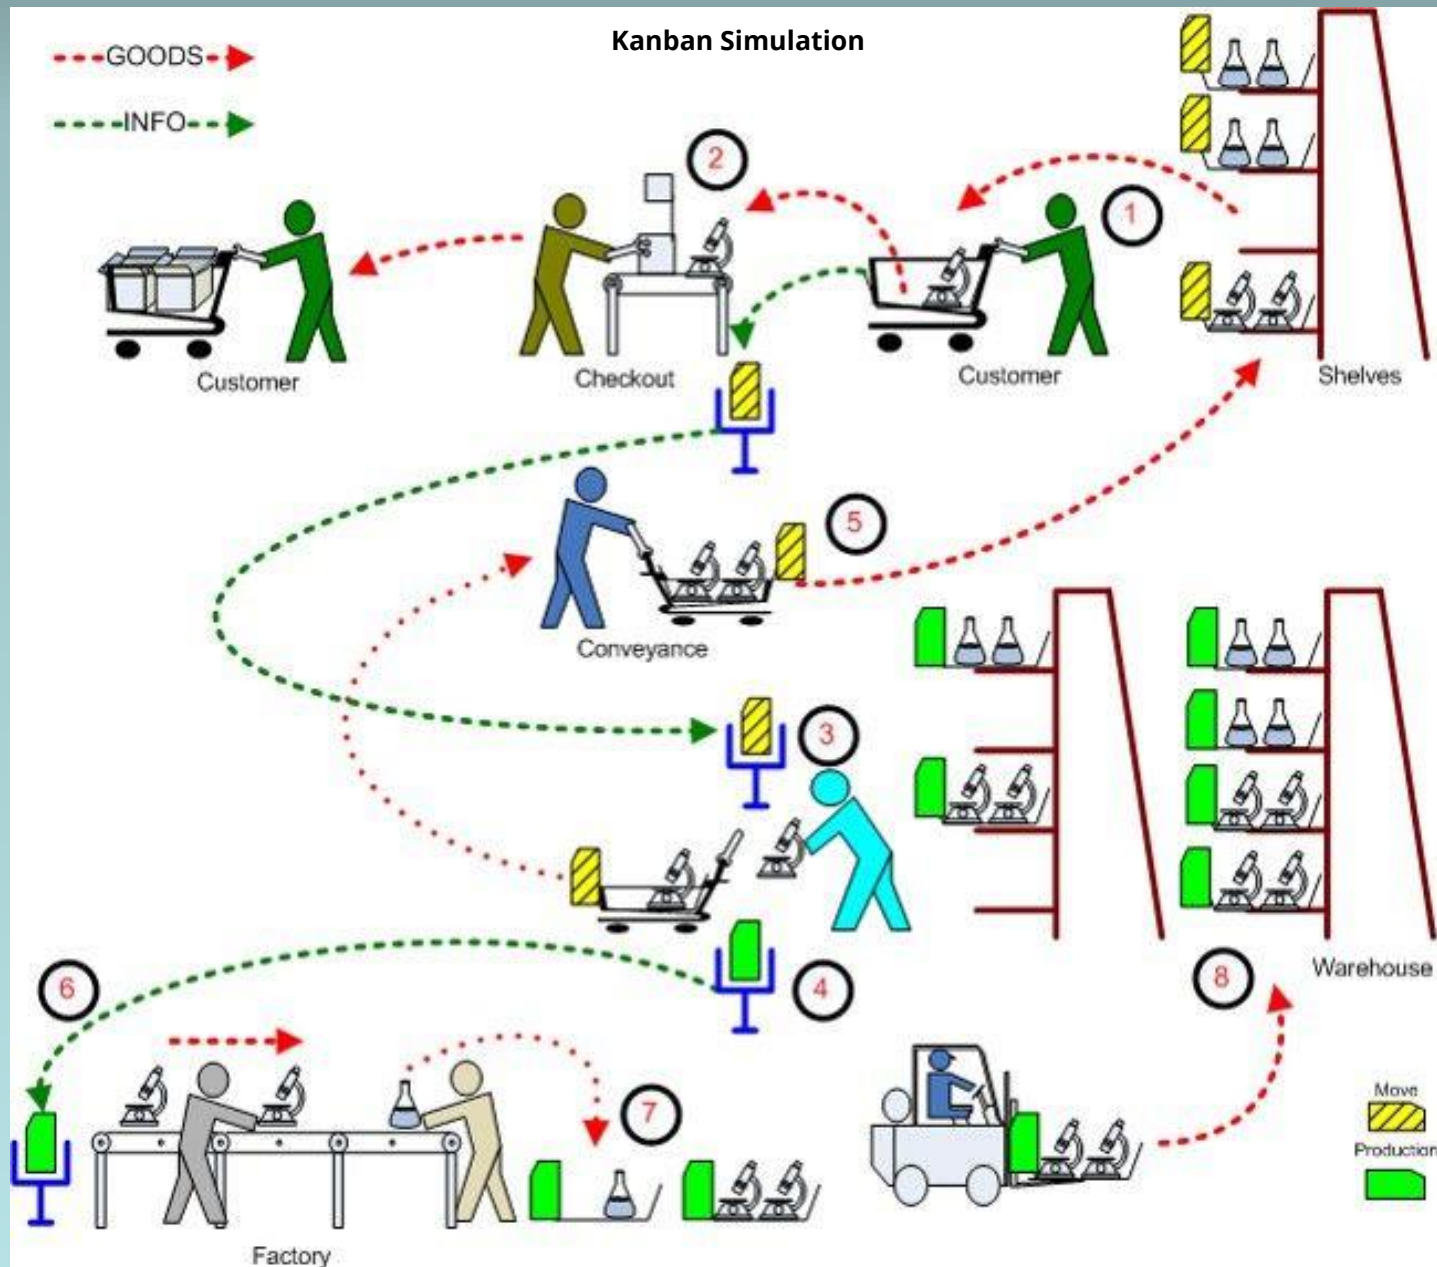 Kanban Simulation
GOODS
INFO
2
1
Customer
Checkout
Customer
Shelves
5
Conveyance
3
6
4
8
Warehouse
7
Move
Production
Factory